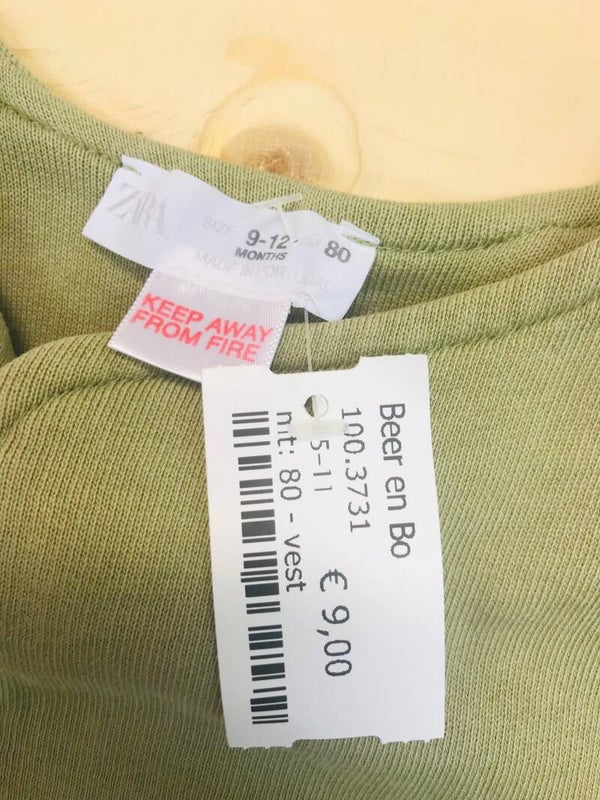 ZARA
SIZE 9-12 MONTHS 80
MADE IN PORTUGAL
KEEP AWAY
FROM FIRE
Beer en Bo
100.3731
5-11
€ 9,00
mt: 80 - vest